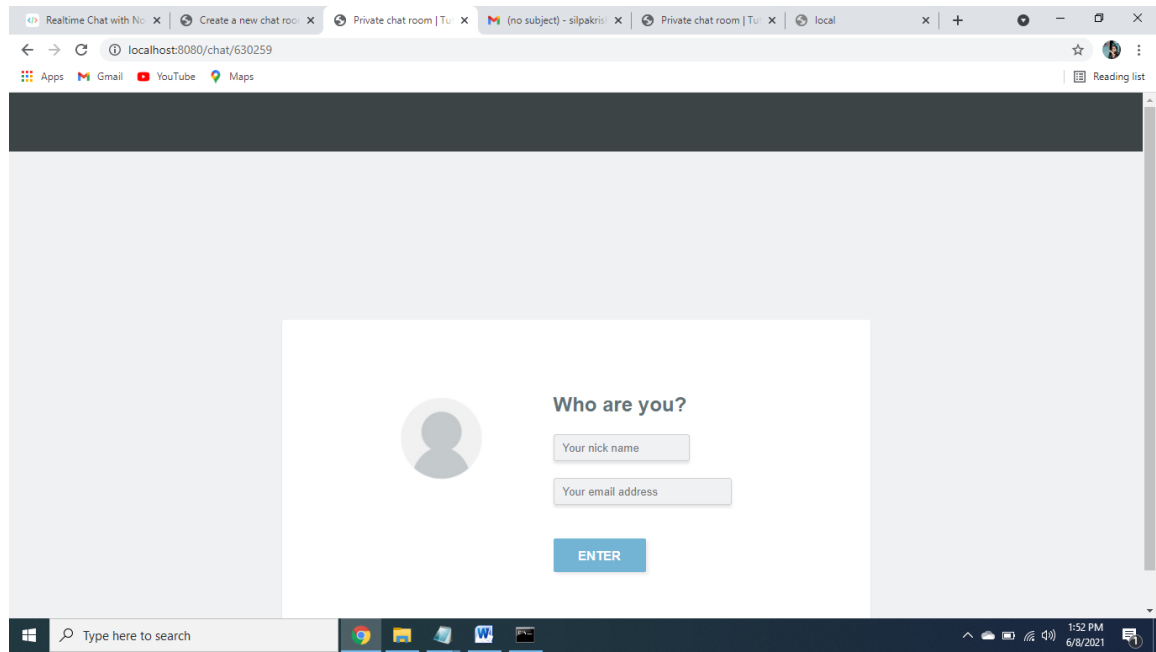 Realtime Chat with No
Create a new chat roo
Private chat room | Tu
(no subject) - silpakris
Private chat room | Tu
local
localhost:8080/chat/630259
Apps
Gmail
YouTube
Maps
Reading list
Who are you?
Your nick name
Your email address
ENTER
Type here to search
1:52 PM
6/8/2021
1